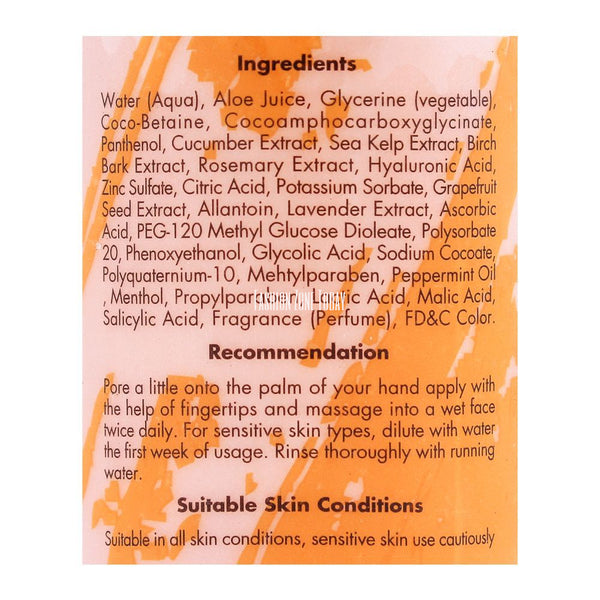 Ingredients
Water (Aqua), Aloe Juice, Glycerine (vegetable),
Coco-Betaine, Cocoamphocarboxyglycinate,
Panthenol, Cucumber Extract, Sea Kelp Extract, Birch
Bark Extract, Rosemary Extract, Hyaluronic Acid,
Zinc Sulfate, Citric Acid, Potassium Sorbate, Grapefruit
Seed Extract, Allantoin, Lavender Extract, Ascorbic
Acid, PEG-120 Methyl Glucose Dioleate, Polysorbate
20, Phenoxyethanol, Glycolic Acid, Sodium Cocoate,
Polyquaternium-10, Mehtylparaben, Peppermint Oil
, Menthol, Propylparaben, Acid, Malic Acid,
Fashion Zone Today
Salicylic Acid, Fragrance (Perfume), FD&C Color.
Recommendation
Pore a little onto the palm of your hand apply with
the help of fingertips and massage into a wet face
twice daily. For sensitive skin types, dilute with water
the first week of usage. Rinse thoroughly with running
water.
Suitable Skin Conditions
Suitable in all skin conditions, sensitive skin use cautiously